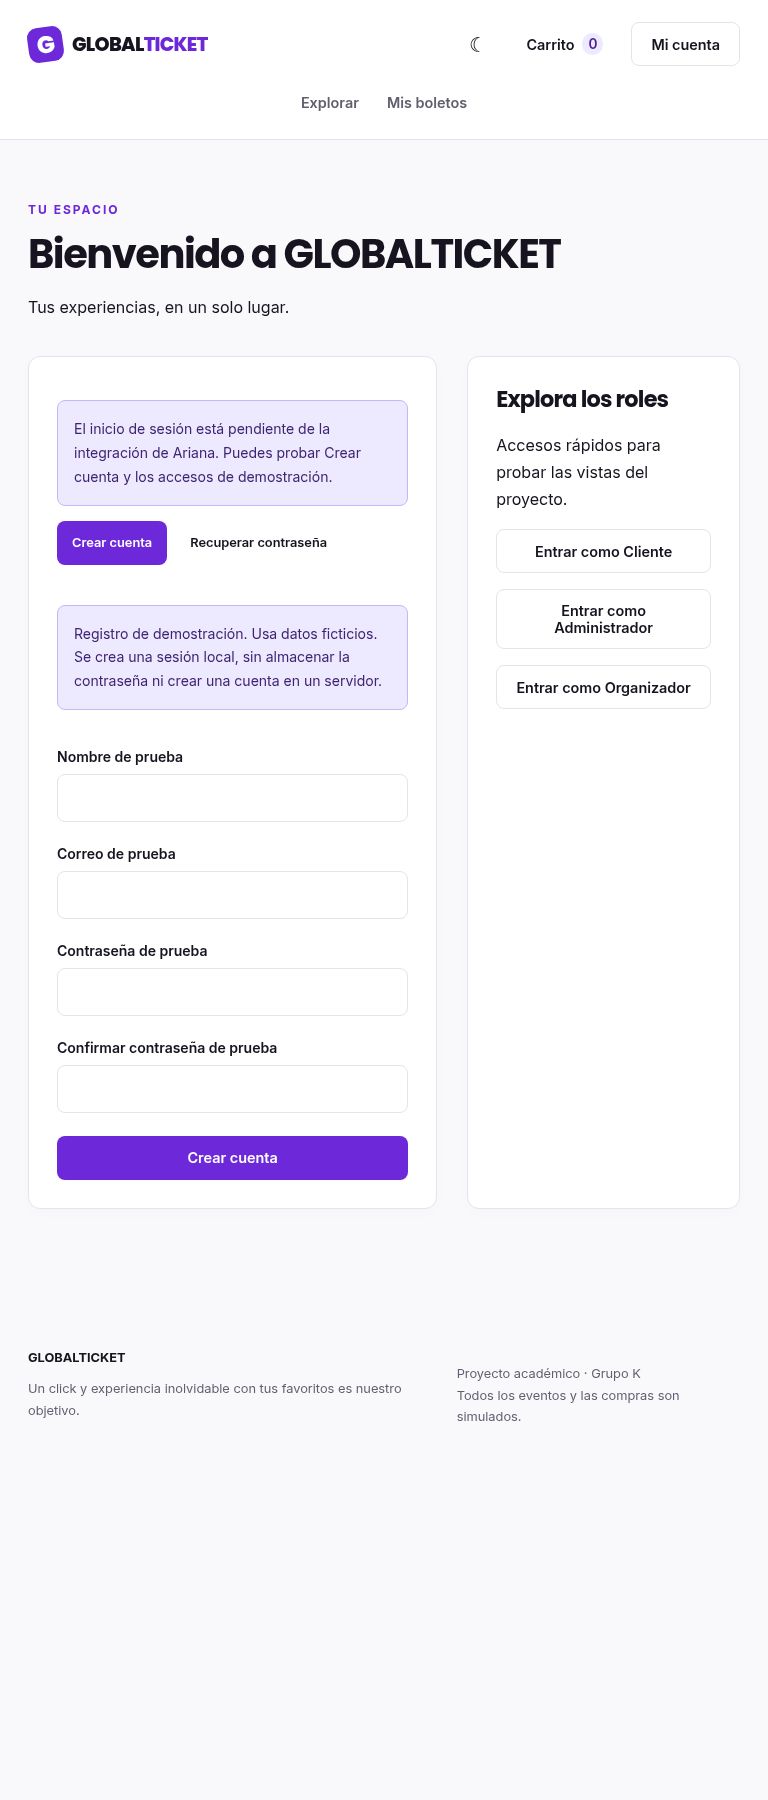 G GLOBALTICKET
Carrito 0
Mi cuenta
Explorar Mis boletos
TU ESPACIO
Bienvenido a GLOBALTICKET
Tus experiencias, en un solo lugar.
El inicio de sesión está pendiente de la
integración de Ariana. Puedes probar Crear
cuenta y los accesos de demostración.
Crear cuenta Recuperar contraseña
Registro de demostración. Usa datos ficticios.
Se crea una sesión local, sin almacenar la
contraseña ni crear una cuenta en un servidor.
Nombre de prueba
Correo de prueba
Contraseña de prueba
Confirmar contraseña de prueba
Crear cuenta
Explora los roles
Accesos rápidos para
probar las vistas del
proyecto.
Entrar como Cliente
Entrar como
Administrador
Entrar como Organizador
GLOBALTICKET
Un click y experiencia inolvidable con tus favoritos es nuestro
objetivo.
Proyecto académico · Grupo K
Todos los eventos y las compras son
simulados.